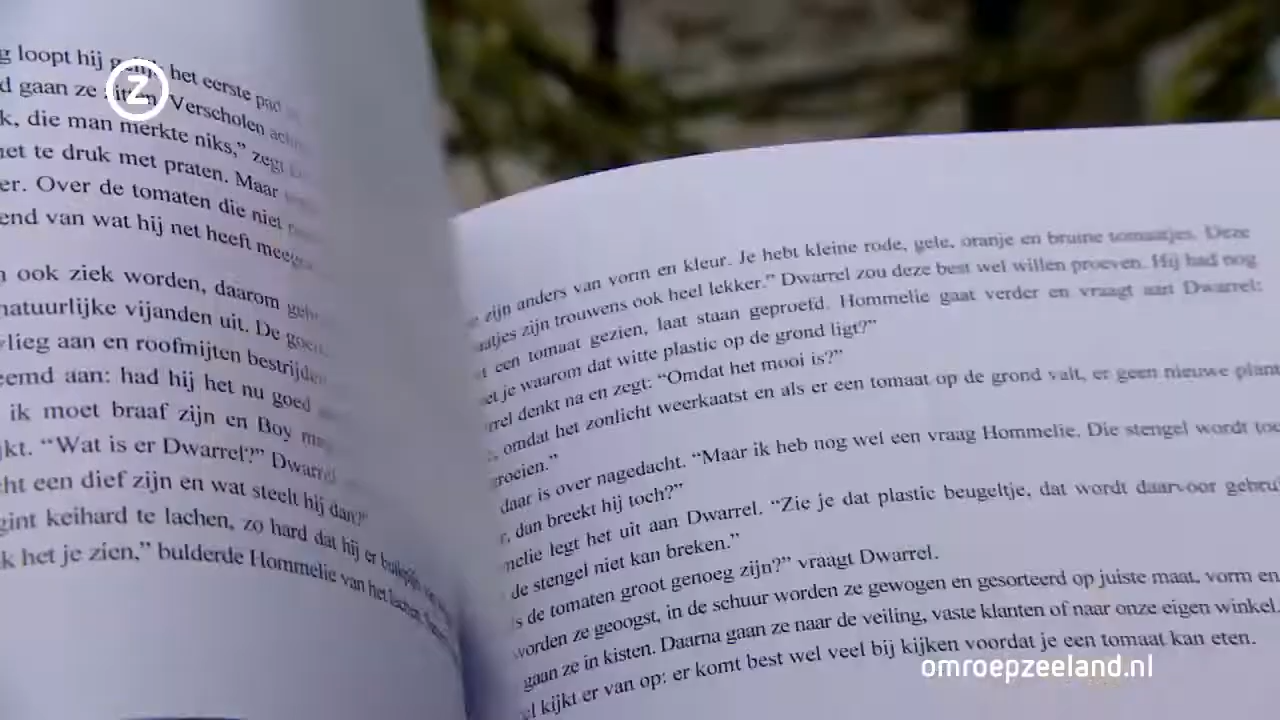 Z
g loopt hij het eerste pad
d gaan ze zitten. Verscholen
k, die man merkte niks,” zegt
net te druk met praten. Maar
er. Over de tomaten die niet
end van wat hij net heeft
n ook ziek worden, daarom
natuurlijke vijanden uit. De
vlieg aan en roofmijten bestrijden
eemd aan: had hij het nu goed
ik moet braaf zijn en Boy
jkt. “Wat is er Dwarrel?”
cht een dief zijn en wat steelt hij dan?”
gint keihard te lachen, zo hard dat hij er
k het je zien,” bulderde Hommelie van het lachen.
zijn anders van vorm en kleur. Je hebt kleine rode, gele, oranje en bruine tomaatjes. Deze
aatjes zijn trouwens ook heel lekker.” Dwarrel zou deze best wel willen proeven. Hij had nog
t een tomaat gezien, laat staan geproefd. Hommelie gaat verder en vraagt aan Dwarrel:
et je waarom dat witte plastic op de grond ligt?”
rrel denkt na en zegt: “Omdat het mooi is?”
, omdat het zonlicht weerkaatst en als er een tomaat op de grond valt, er geen nieuwe plant
roeien.”
daar is over nagedacht. “Maar ik heb nog wel een vraag Hommelie. Die stengel wordt toc
r, dan breekt hij toch?”
nelie legt het uit aan Dwarrel. “Zie je dat plastic beugeltje, dat wordt daarvoor gebrui
de stengel niet kan breken.”
s de tomaten groot genoeg zijn?” vraagt Dwarrel.
worden ze geoogst, in de schuur worden ze gewogen en gesorteerd op juiste maat, vorm en
gaan ze in kisten. Daarna gaan ze naar de veiling, vaste klanten of naar onze eigen winkel.
el kijkt er van op: er komt best wel veel bij kijken voordat je een tomaat kan eten.
omroepzeeland.nl